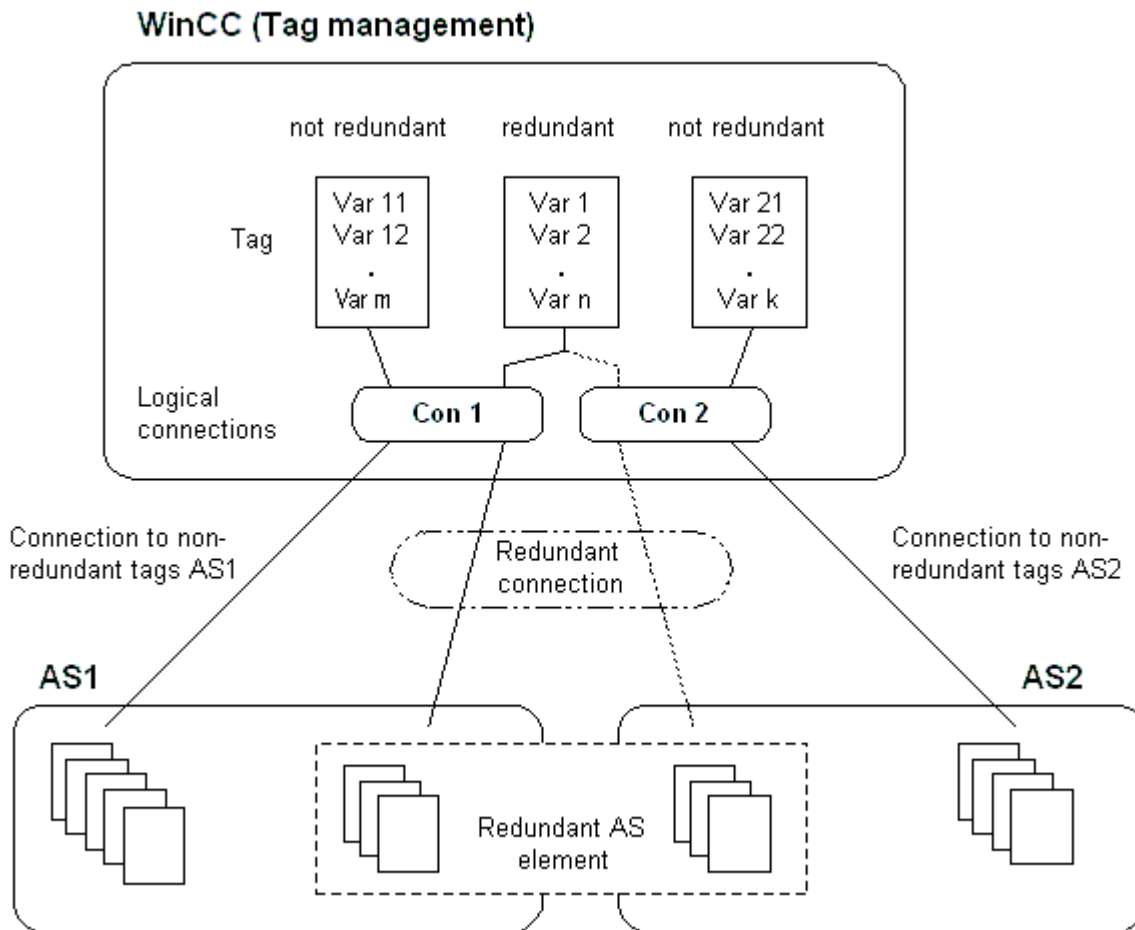 WinCC (Tag management)
not redundant
redundant
not redundant
Tag
Var 11
Var 12
.
Var m
Var 1
Var 2
.
Var n
Var 21
Var 22
.
Var k
Logical
connections
Con 1
Con 2
Connection to non-
redundant tags AS1
Redundant
connection
Connection to non-
redundant tags AS2
AS1
AS2
Redundant AS
element